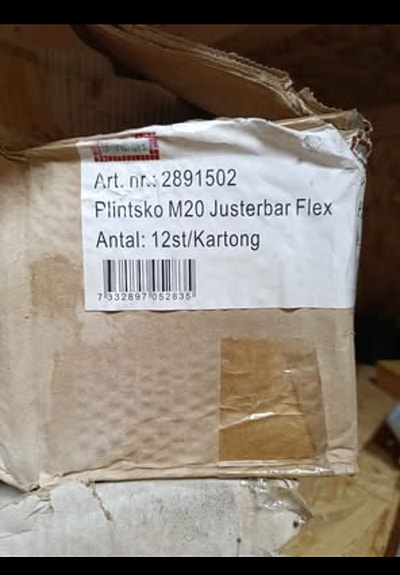 Art. nr.: 2891502
Plintsko M20 Justerbar Flex
Antal: 12st/Kartong
7 332897 052835